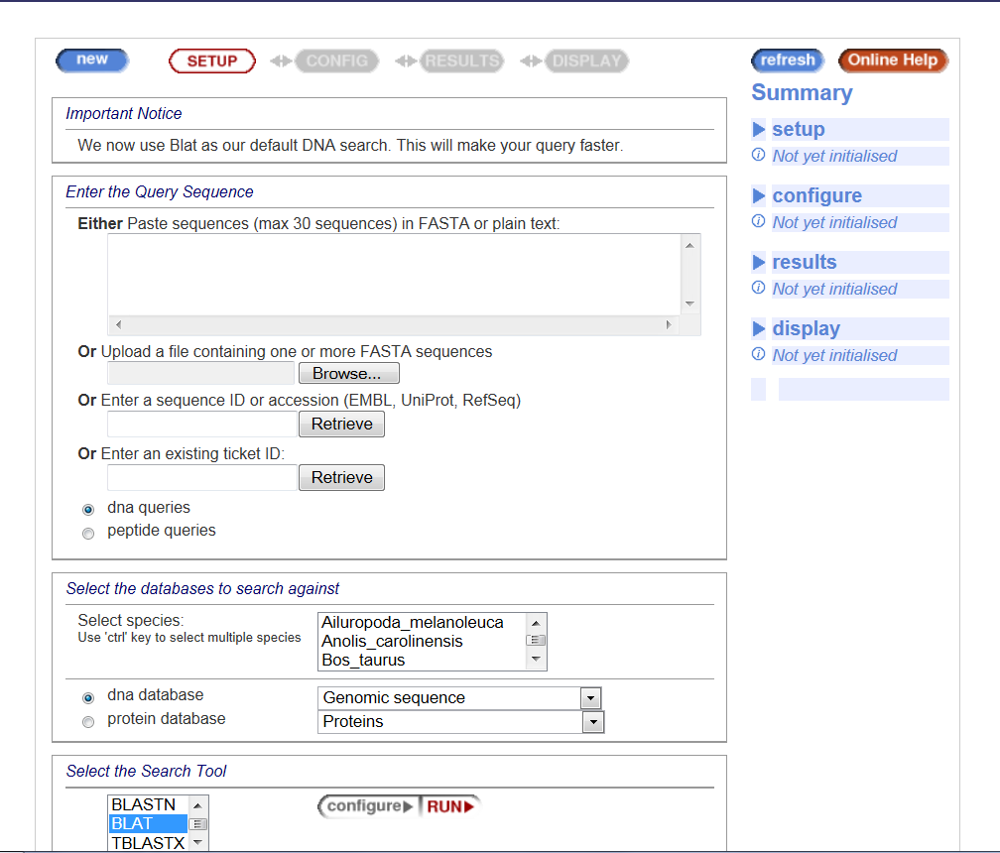 new SETUP CONFIG RESULTS DISPLAY refresh Online Help
Important Notice
We now use Blat as our default DNA search. This will make your query faster.
Enter the Query Sequence
Either Paste sequences (max 30 sequences) in FASTA or plain text:
Or Upload a file containing one or more FASTA sequences
Browse...
Or Enter a sequence ID or accession (EMBL, UniProt, RefSeq)
Retrieve
Or Enter an existing ticket ID:
Retrieve
dna queries
peptide queries
Select the databases to search against
Select species:
Use 'ctrl' key to select multiple species
Ailuropoda_melanoleuca
Anolis_carolinensis
Bos_taurus
dna database Genomic sequence
protein database Proteins
Select the Search Tool
BLASTN
BLAT
TBLASTX
configure RUN
Summary
setup
Not yet initialised
configure
Not yet initialised
results
Not yet initialised
display
Not yet initialised